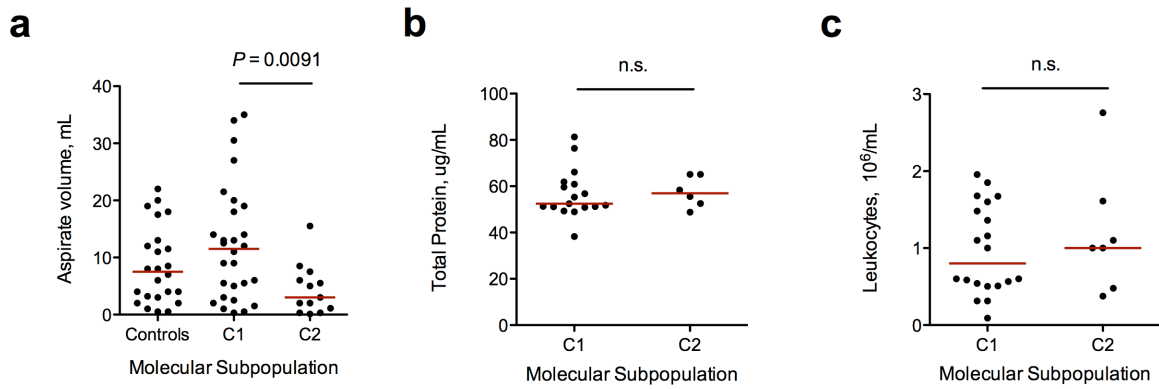 a
P = 0.0091
Aspirate volume, mL
40
30
20
10
0
Controls
C1
C2
Molecular Subpopulation
b
n.s.
Total Protein, ug/mL
100
80
60
40
20
0
C1
C2
Molecular Subpopulation
c
n.s.
Leukocytes, 10⁶/mL
3
2
1
0
C1
C2
Molecular Subpopulation